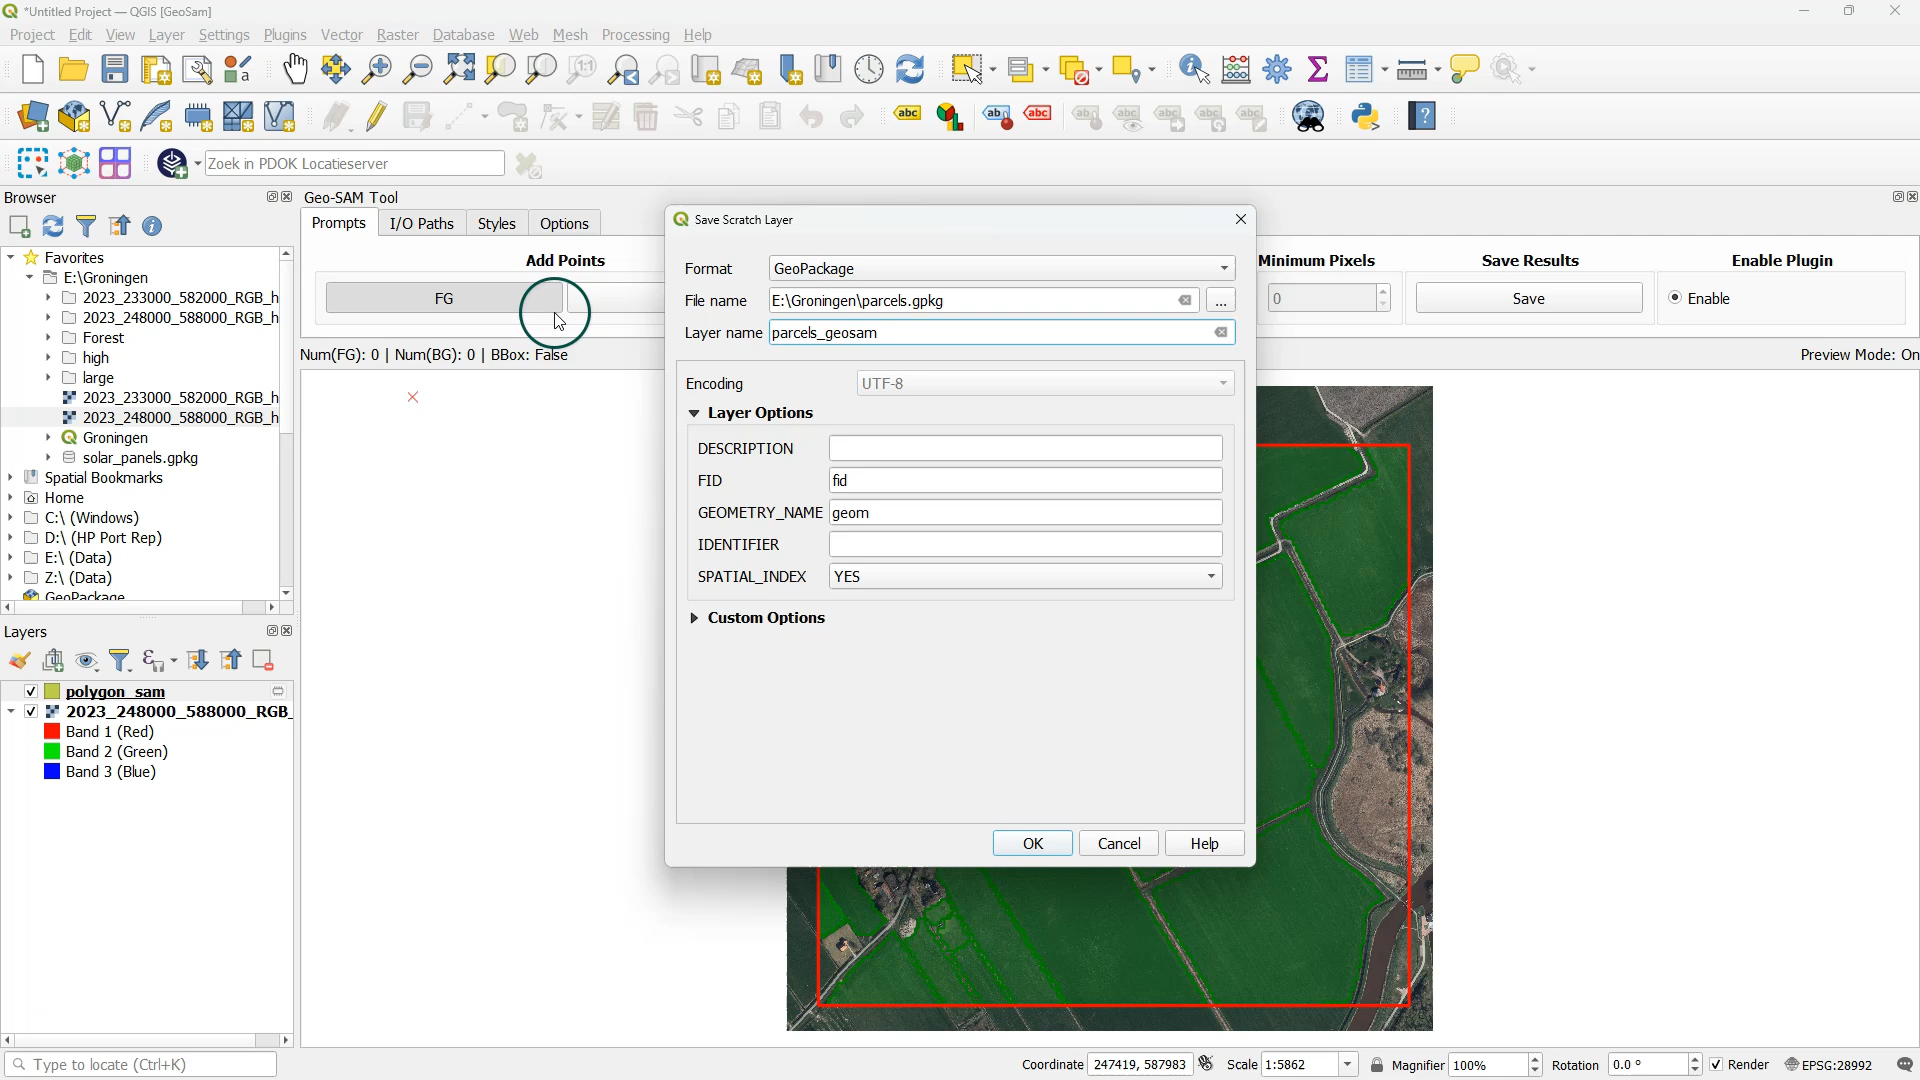 *Untitled Project — QGIS [GeoSam]
Project Edit View Layer Settings Plugins Vector Raster Database Web Mesh Processing Help
Zoek in PDOK Locatieserver
Browser
Favorites
E:\Groningen
2023_233000_582000_RGB_h
2023_248000_588000_RGB_h
Forest
high
large
2023_233000_582000_RGB_h
2023_248000_588000_RGB_h
Groningen
solar_panels.gpkg
Spatial Bookmarks
Home
C:\ (Windows)
D:\ (HP Port Rep)
E:\ (Data)
Z:\ (Data)
GeoPackage
Layers
polygon_sam
2023_248000_588000_RGB_
Band 1 (Red)
Band 2 (Green)
Band 3 (Blue)
Geo-SAM Tool
Prompts I/O Paths Styles Options
Add Points
FG
Num(FG): 0 | Num(BG): 0 | BBox: False
Minimum Pixels
0
Save Results
Save
Enable Plugin
Enable
Preview Mode: On
Save Scratch Layer
Format GeoPackage
File name E:\Groningen\parcels.gpkg ...
Layer name parcels_geosam
Encoding UTF-8
Layer Options
DESCRIPTION
FID fid
GEOMETRY_NAME geom
IDENTIFIER
SPATIAL_INDEX YES
Custom Options
OK Cancel Help
Type to locate (Ctrl+K)
Coordinate 247419, 587983 Scale 1:5862 Magnifier 100% Rotation 0.0 ° Render EPSG:28992